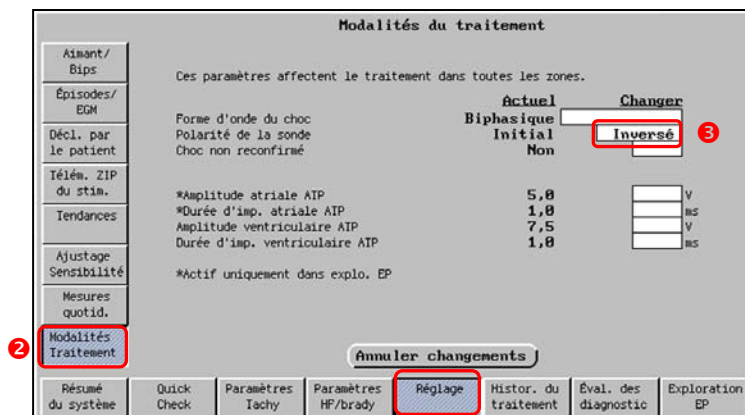 Modalités du traitement
Aimant/
Bips
Ces paramètres affectent le traitement dans toutes les zones.
Épisodes/
EGM
Actuel Changer
Forme d'onde du choc Biphasique
Décl. par
le patient
Polarité de la sonde Initial Inversé 3
Choc non reconfirmé Non
Télém. ZIP
du stim.
*Amplitude atriale ATP 5,0 V
*Durée d'imp. atriale ATP 1,0 ms
Tendances
Amplitude ventriculaire ATP 7,5 V
Durée d'imp. ventriculaire ATP 1,0 ms
Ajustage
Sensibilité
*Actif uniquement dans explo. EP
Mesures
quotid.
2 Modalités
Traitement
Annuler changements
Résumé
du système
Quick
Check
Paramètres
Tachy
Paramètres
HF/brady
Réglage
Histor. du
traitement
Éval. des
diagnostic
Exploration
EP